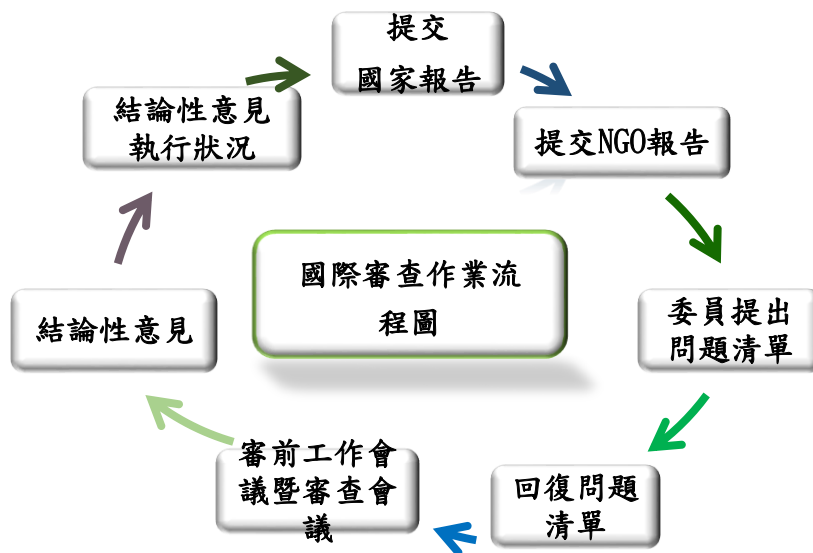 提交
國家報告
提交NGO報告
委員提出
問題清單
回復問題
清單
審前工作會
議暨審查會
議
結論性意見
結論性意見
執行狀況
國際審查作業流
程圖